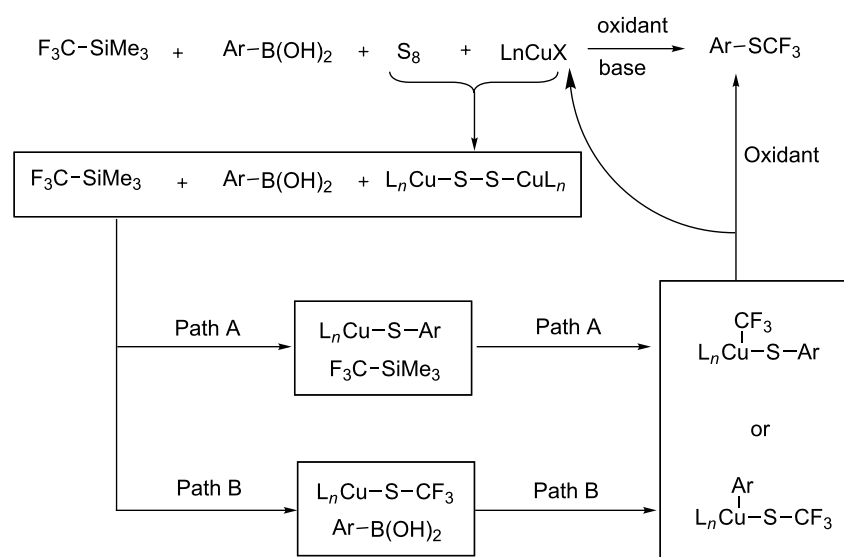 F3C-SiMe3 + Ar-B(OH)2 + S8 + LnCuX oxidant base Ar-SCF3
Oxidant
F3C-SiMe3 + Ar-B(OH)2 + LnCu-S-S-CuLn
Path A LnCu-S-Ar Path A
F3C-SiMe3
CF3
LnCu-S-Ar
or
Path B LnCu-S-CF3 Path B
Ar-B(OH)2
Ar
LnCu-S-CF3